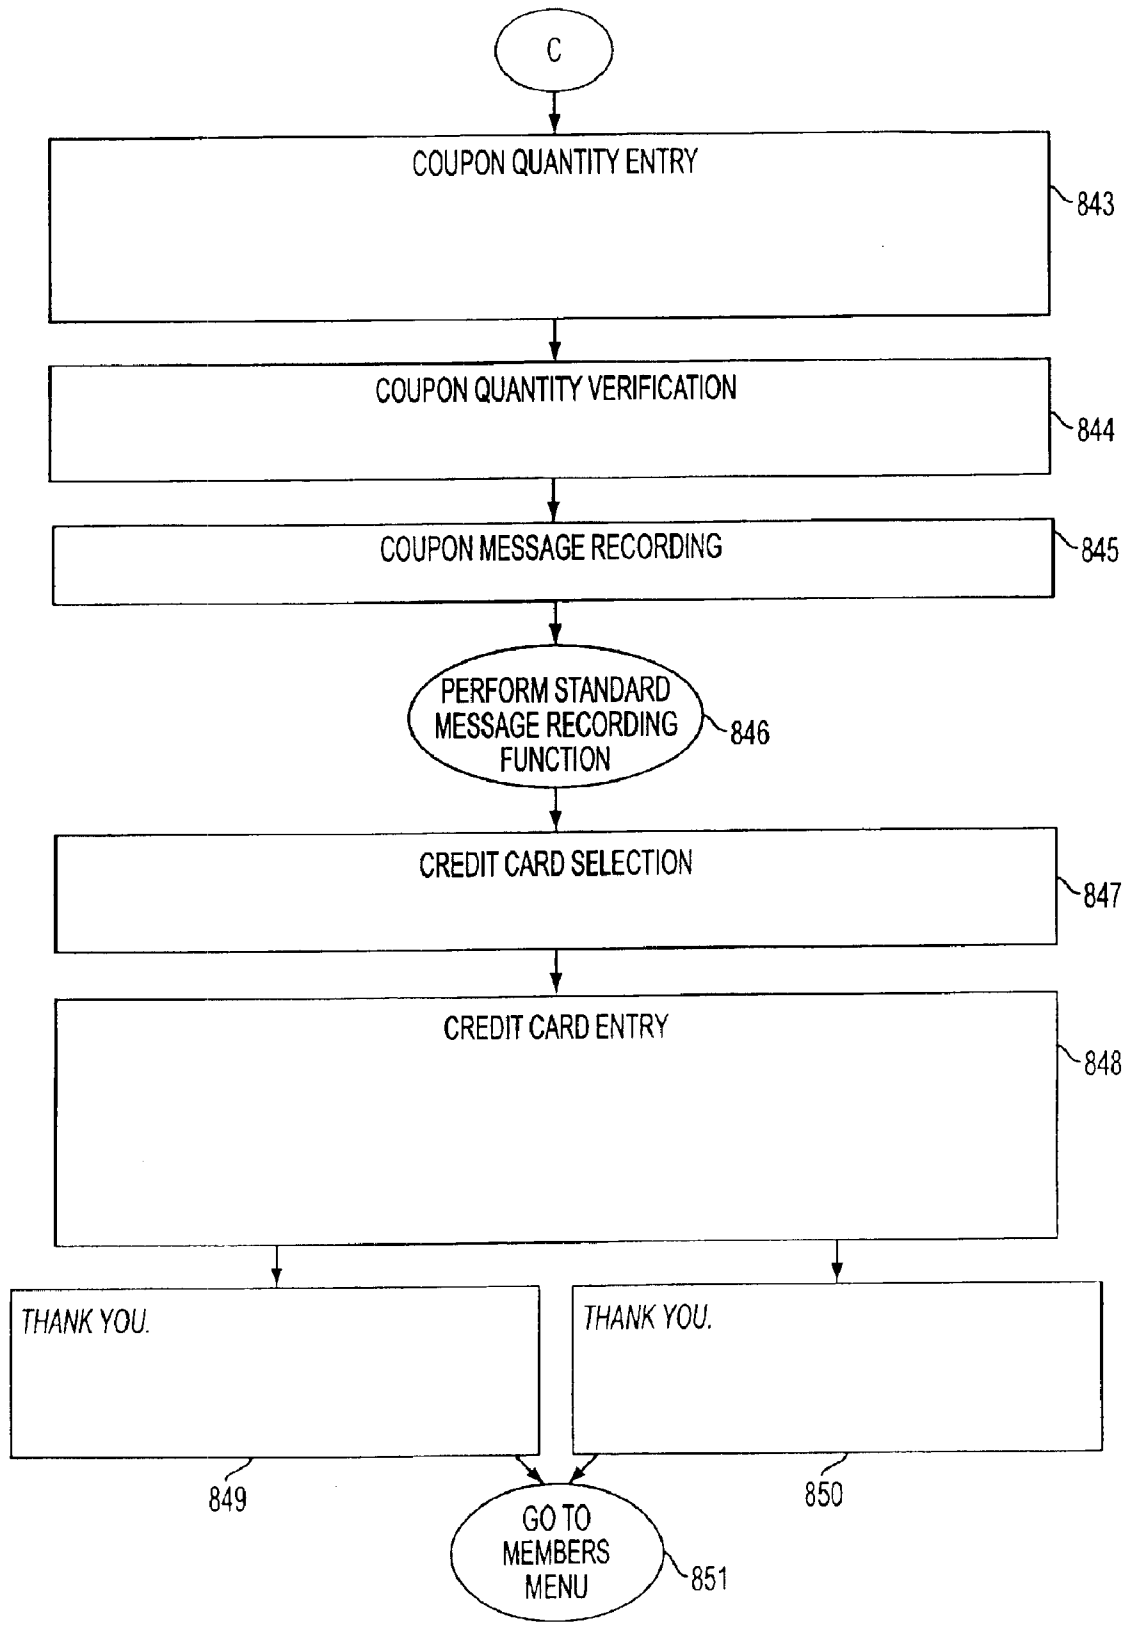 C
COUPON QUANTITY ENTRY
843
COUPON QUANTITY VERIFICATION
844
COUPON MESSAGE RECORDING
845
PERFORM STANDARD
MESSAGE RECORDING
FUNCTION
846
CREDIT CARD SELECTION
847
CREDIT CARD ENTRY
848
THANK YOU.
849
THANK YOU.
850
GO TO
MEMBERS
MENU
851